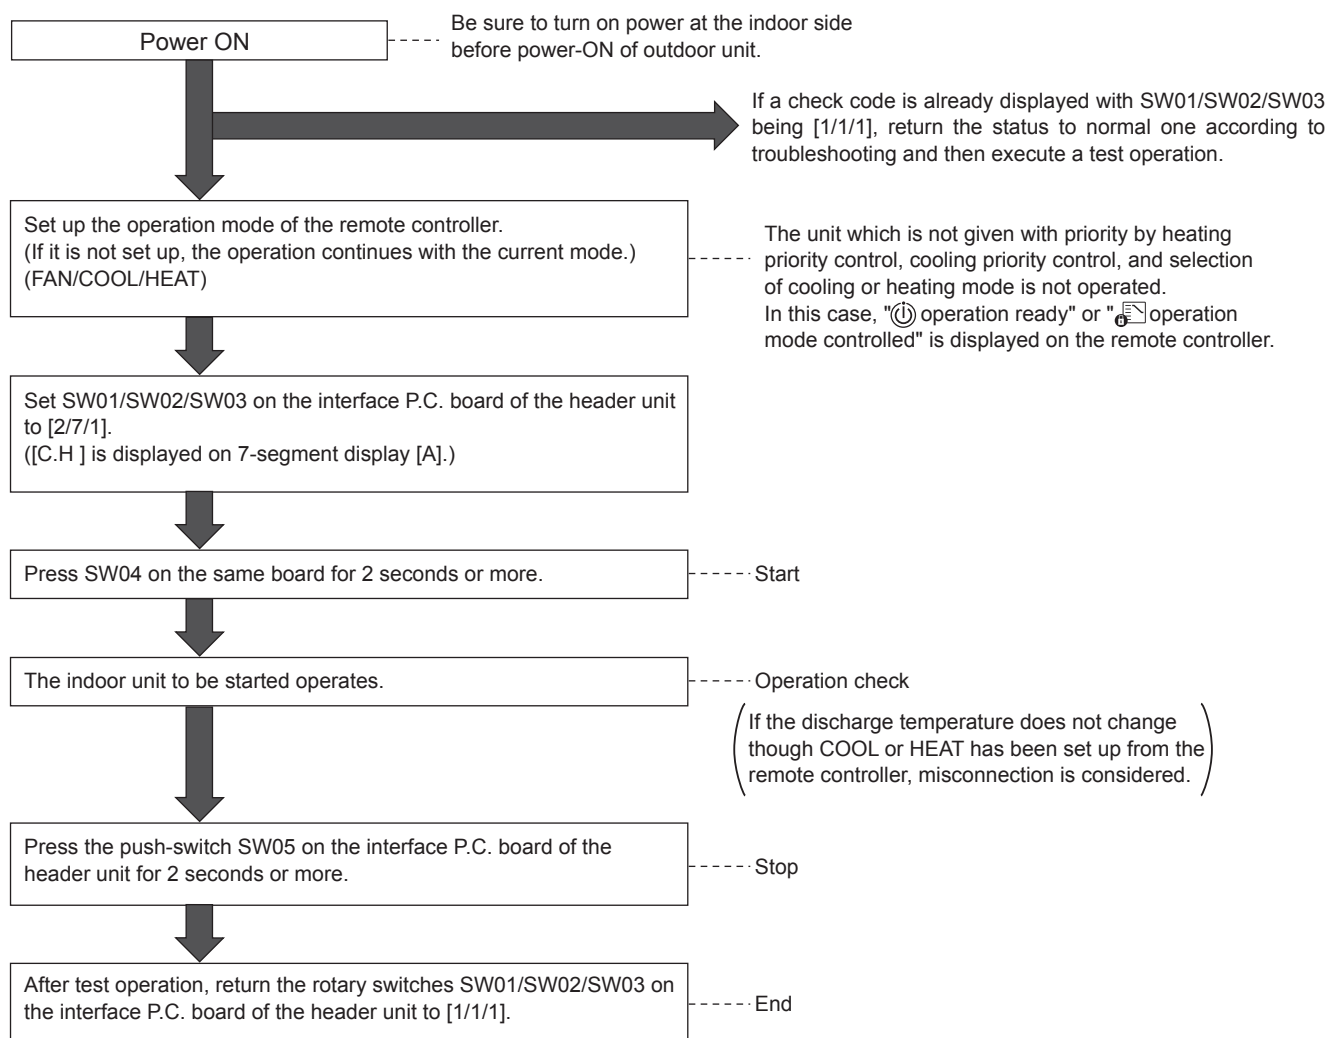 Power ON
Be sure to turn on power at the indoor side
before power-ON of outdoor unit.
If a check code is already displayed with SW01/SW02/SW03
being [1/1/1], return the status to normal one according to
troubleshooting and then execute a test operation.
Set up the operation mode of the remote controller.
(If it is not set up, the operation continues with the current mode.)
(FAN/COOL/HEAT)
The unit which is not given with priority by heating
priority control, cooling priority control, and selection
of cooling or heating mode is not operated.
In this case, " operation ready" or " operation
mode controlled" is displayed on the remote controller.
Set SW01/SW02/SW03 on the interface P.C. board of the header unit
to [2/7/1].
([C.H ] is displayed on 7-segment display [A].)
Press SW04 on the same board for 2 seconds or more.
Start
The indoor unit to be started operates.
Operation check
If the discharge temperature does not change
though COOL or HEAT has been set up from the
remote controller, misconnection is considered.
Press the push-switch SW05 on the interface P.C. board of the
header unit for 2 seconds or more.
Stop
After test operation, return the rotary switches SW01/SW02/SW03 on
the interface P.C. board of the header unit to [1/1/1].
End